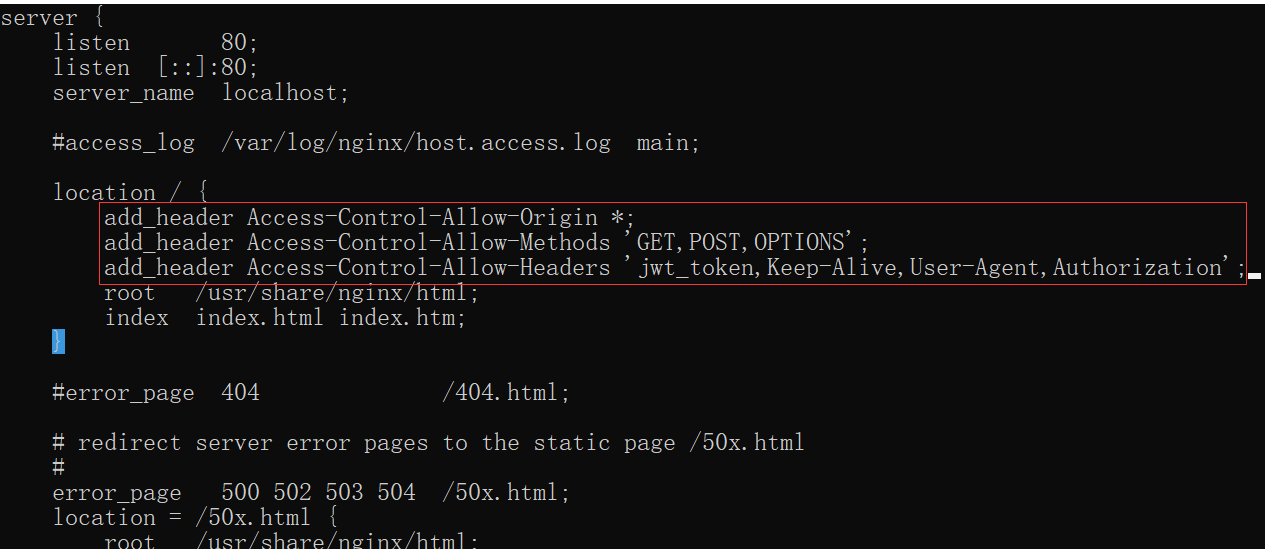 server {
    listen       80;
    listen  [::]:80;
    server_name  localhost;

    #access_log  /var/log/nginx/host.access.log  main;

    location / {
        add_header Access-Control-Allow-Origin *;
        add_header Access-Control-Allow-Methods 'GET,POST,OPTIONS';
        add_header Access-Control-Allow-Headers 'jwt_token,Keep-Alive,User-Agent,Authorization';
        root   /usr/share/nginx/html;
        index  index.html index.htm;
    }

    #error_page  404              /404.html;

    # redirect server error pages to the static page /50x.html
    #
    error_page   500 502 503 504  /50x.html;
    location = /50x.html {
        root   /usr/share/nginx/html;